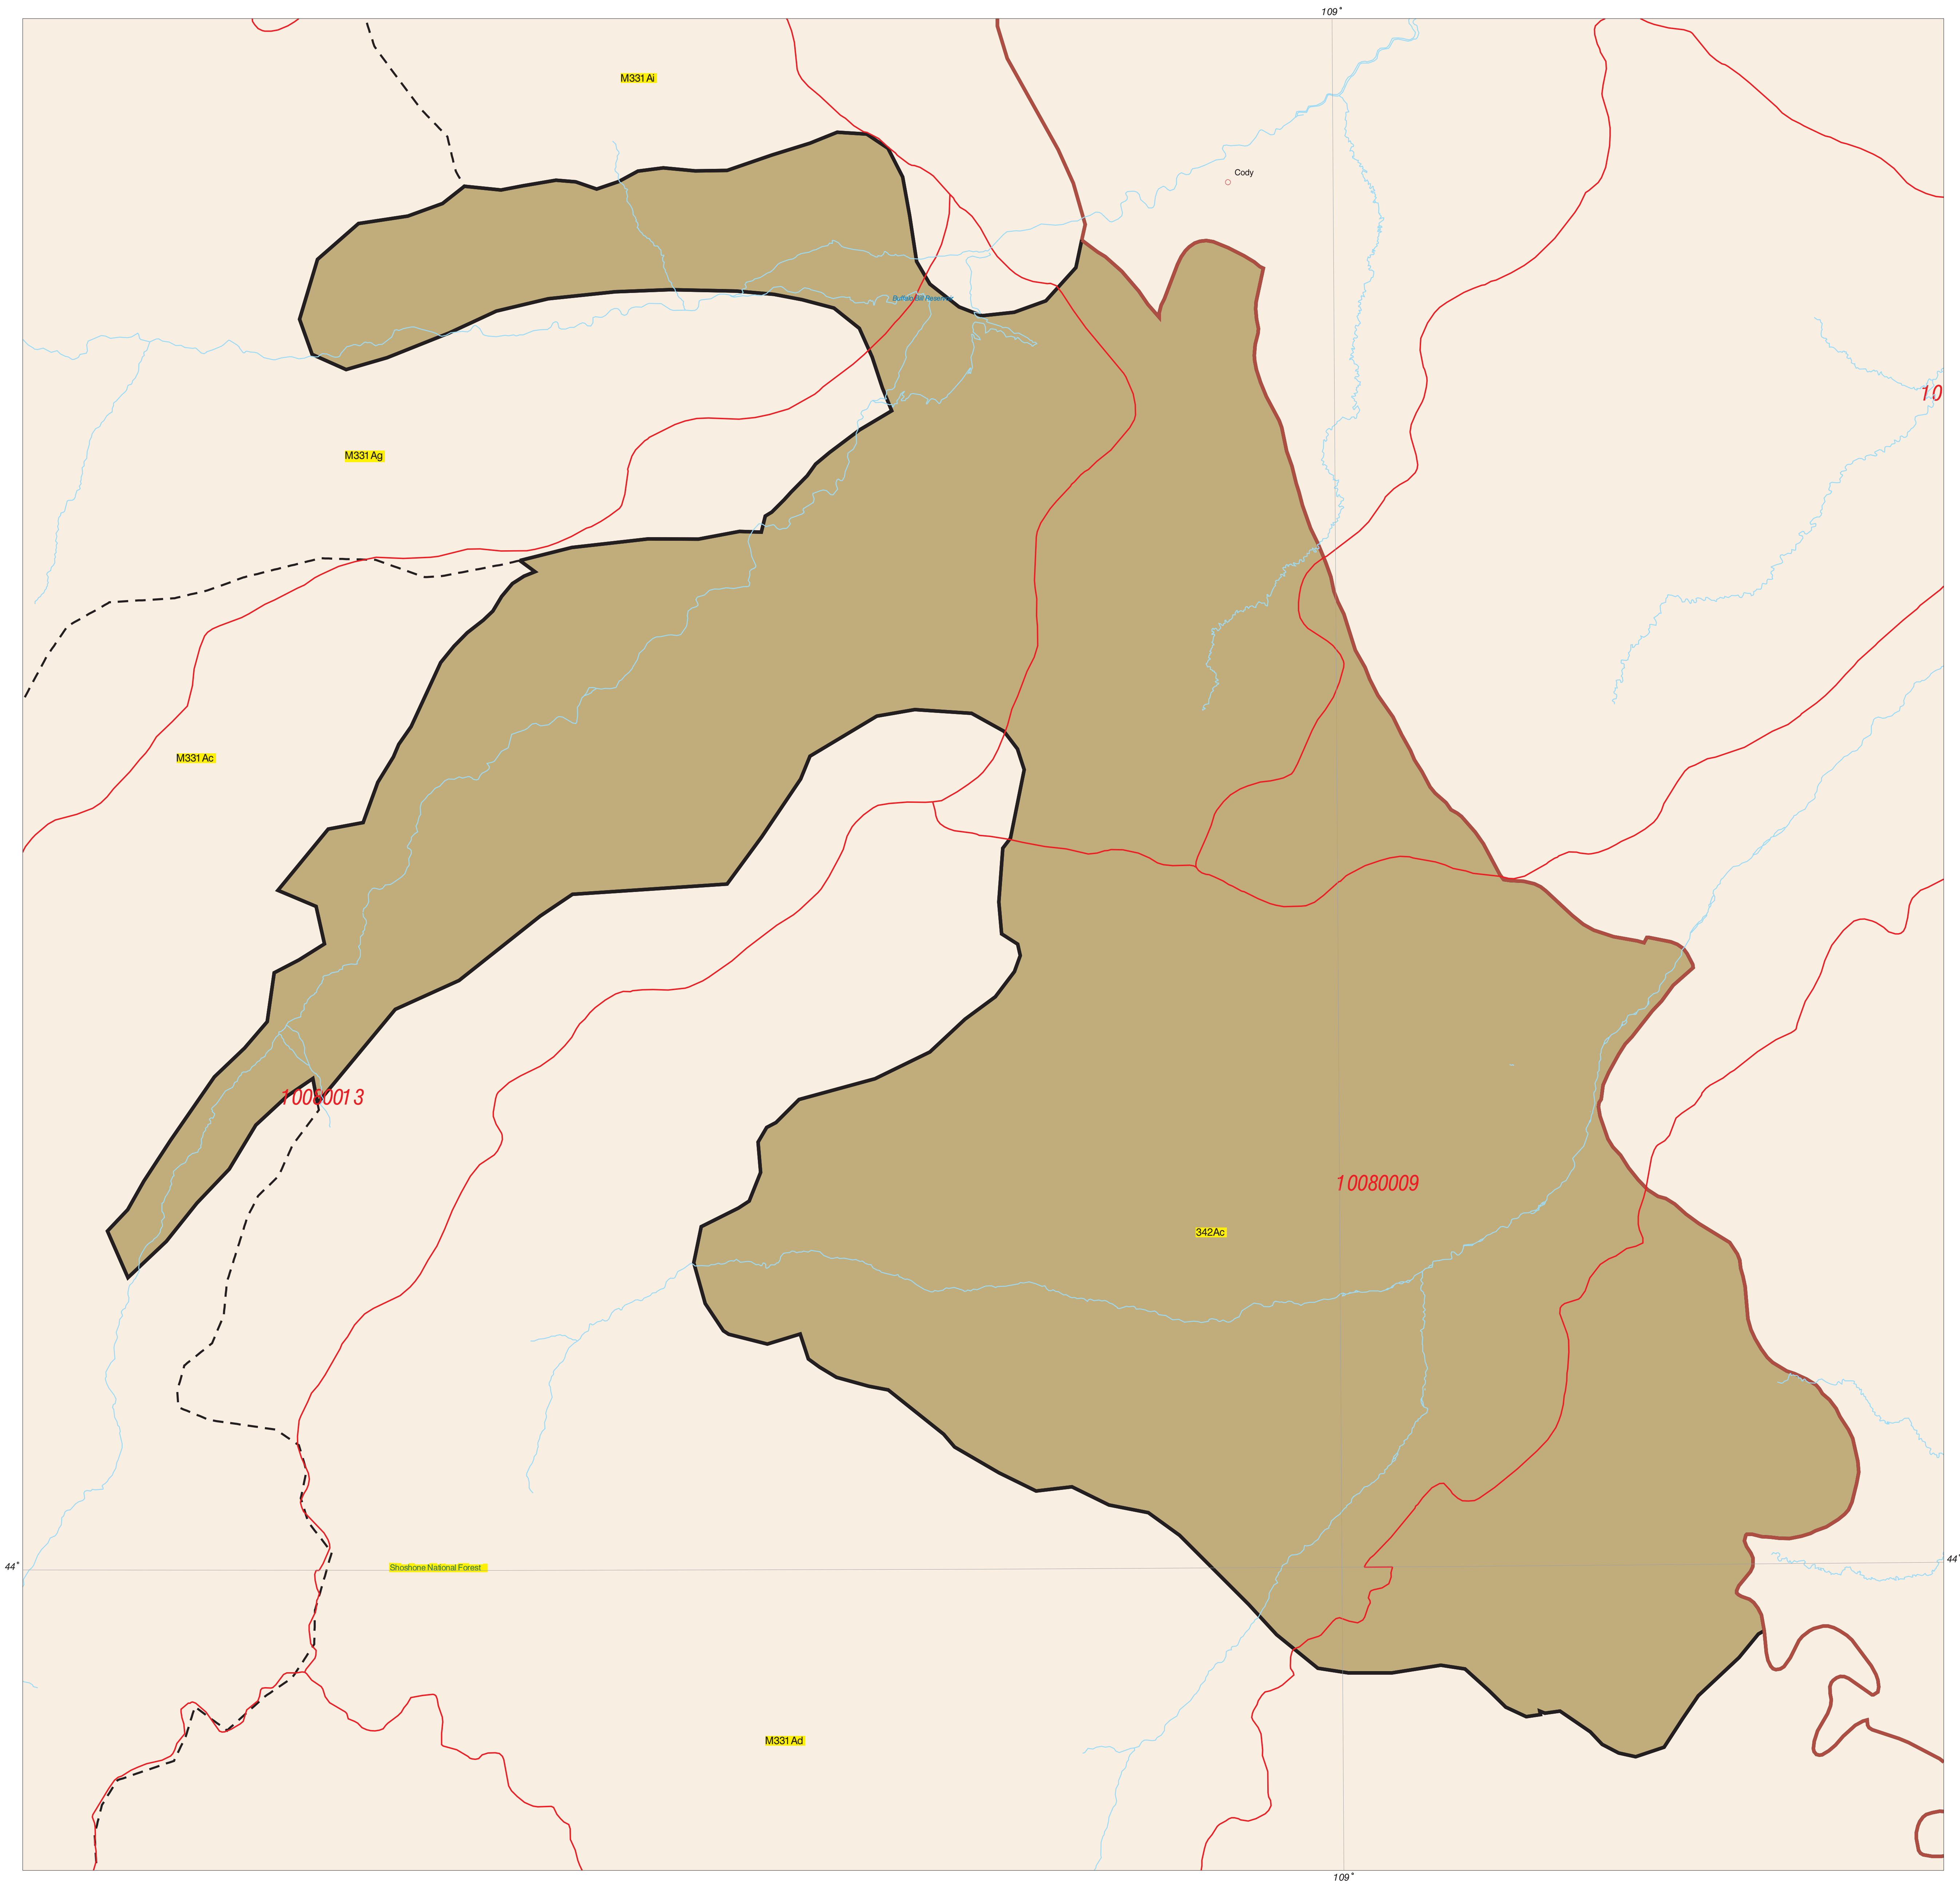 109°
M331Ai
Cody
Buffalo Bill Reservoir
10
M331Ag
M331Ac
10080013
10080009
342Ac
44°
44°
Shoshone National Forest
M331Ad
109°